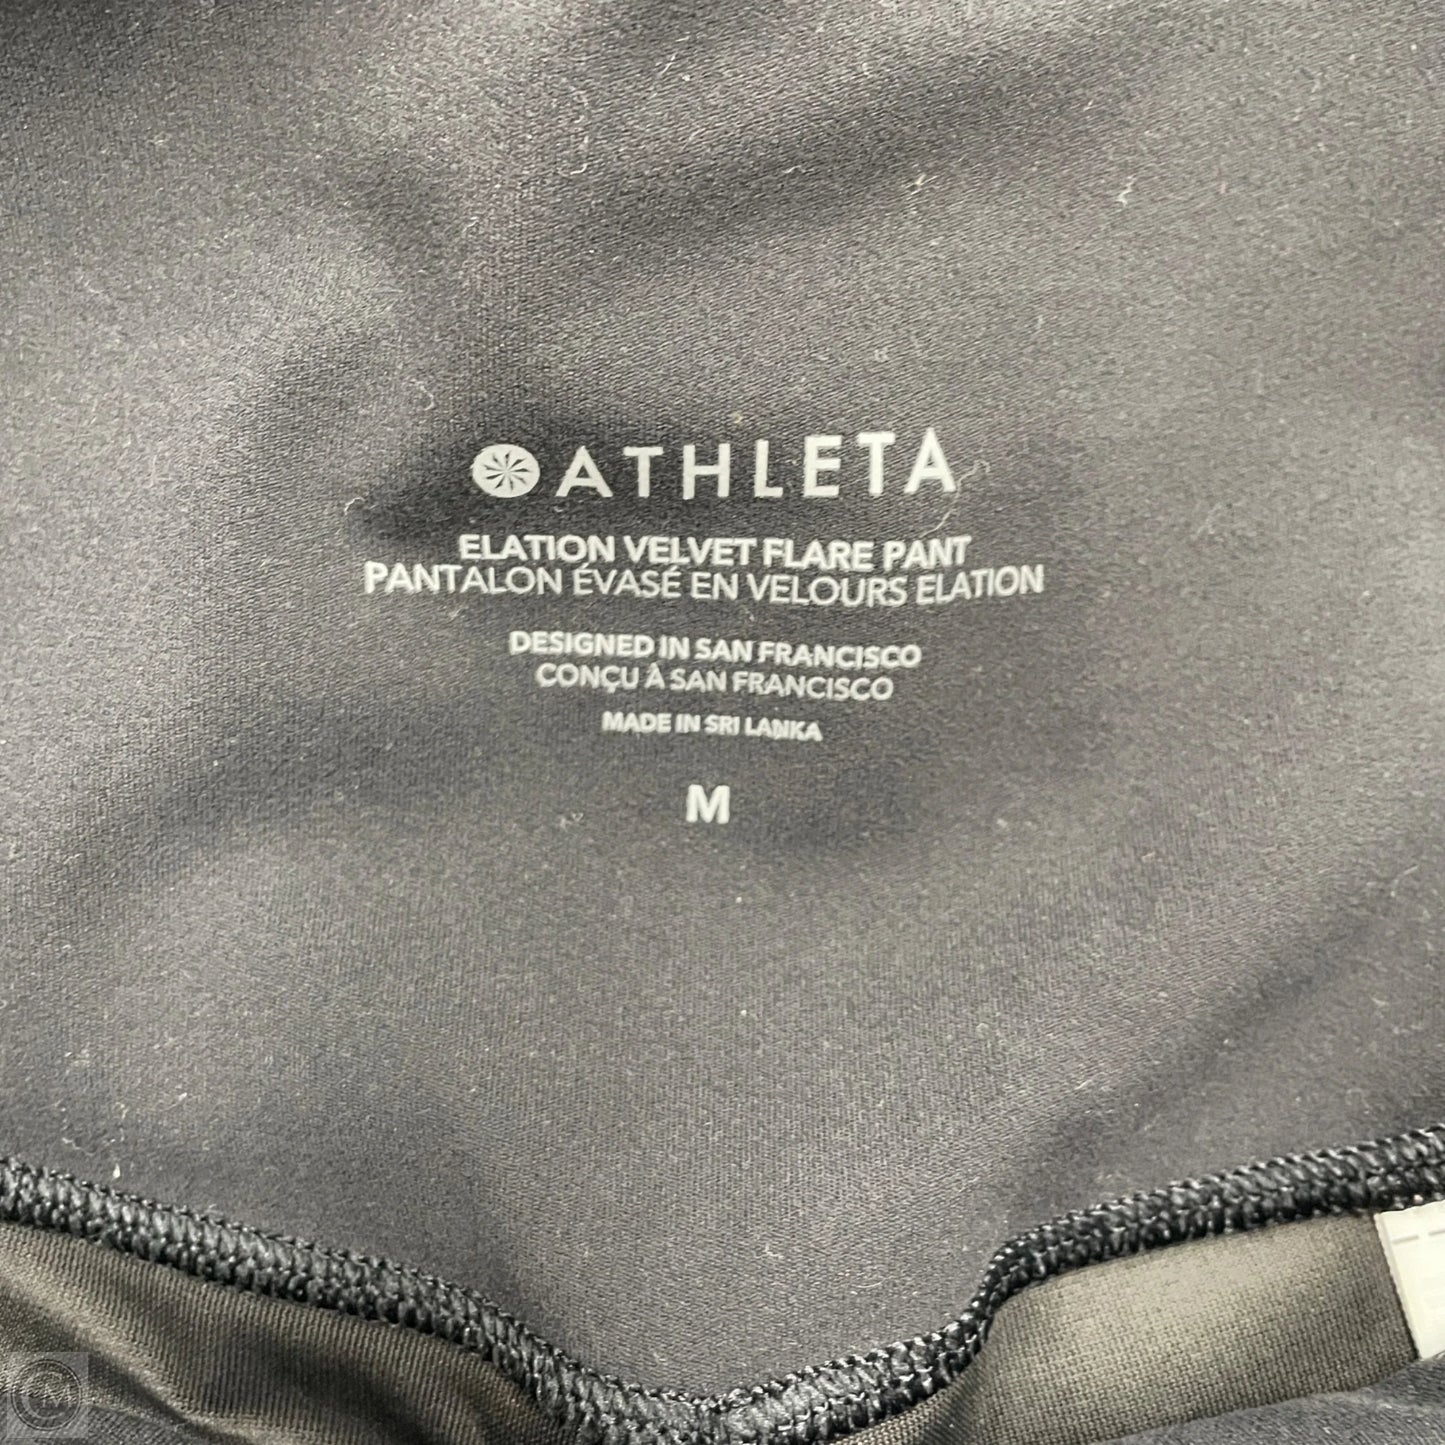 ATHLETA
ELATION VELVET FLARE PANT
PANTALON ÉVASÉ EN VELOURS ELATION
DESIGNED IN SAN FRANCISCO
CONÇU À SAN FRANCISCO
MADE IN SRI LANKA
M